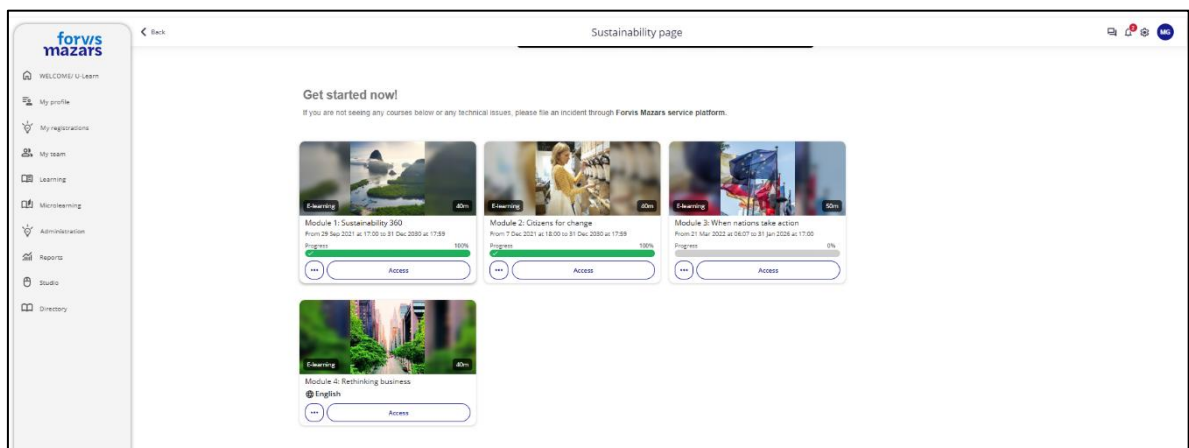 forvis
mazars
WELCOME/ U-Learn
My profile
My registrations
My team
Learning
Microlearning
Administration
Reports
Studio
Directory
Back
Sustainability page
2
MG
Get started now!
If you are not seeing any courses below or any technical issues, please file an incident through Forvis Mazars service platform.
E-learning
40m
Module 1: Sustainability 360
From 29 Sep 2021 at 17:00 to 31 Dec 2030 at 17:59
Progress
100%
Access
E-learning
40m
Module 2: Citizens for change
From 7 Dec 2021 at 18:00 to 31 Dec 2030 at 17:59
Progress
100%
Access
E-learning
50m
Module 3: When nations take action
From 21 Mar 2022 at 06:07 to 31 Jan 2026 at 17:00
Progress
0%
Access
E-learning
40m
Module 4: Rethinking business
English
Access